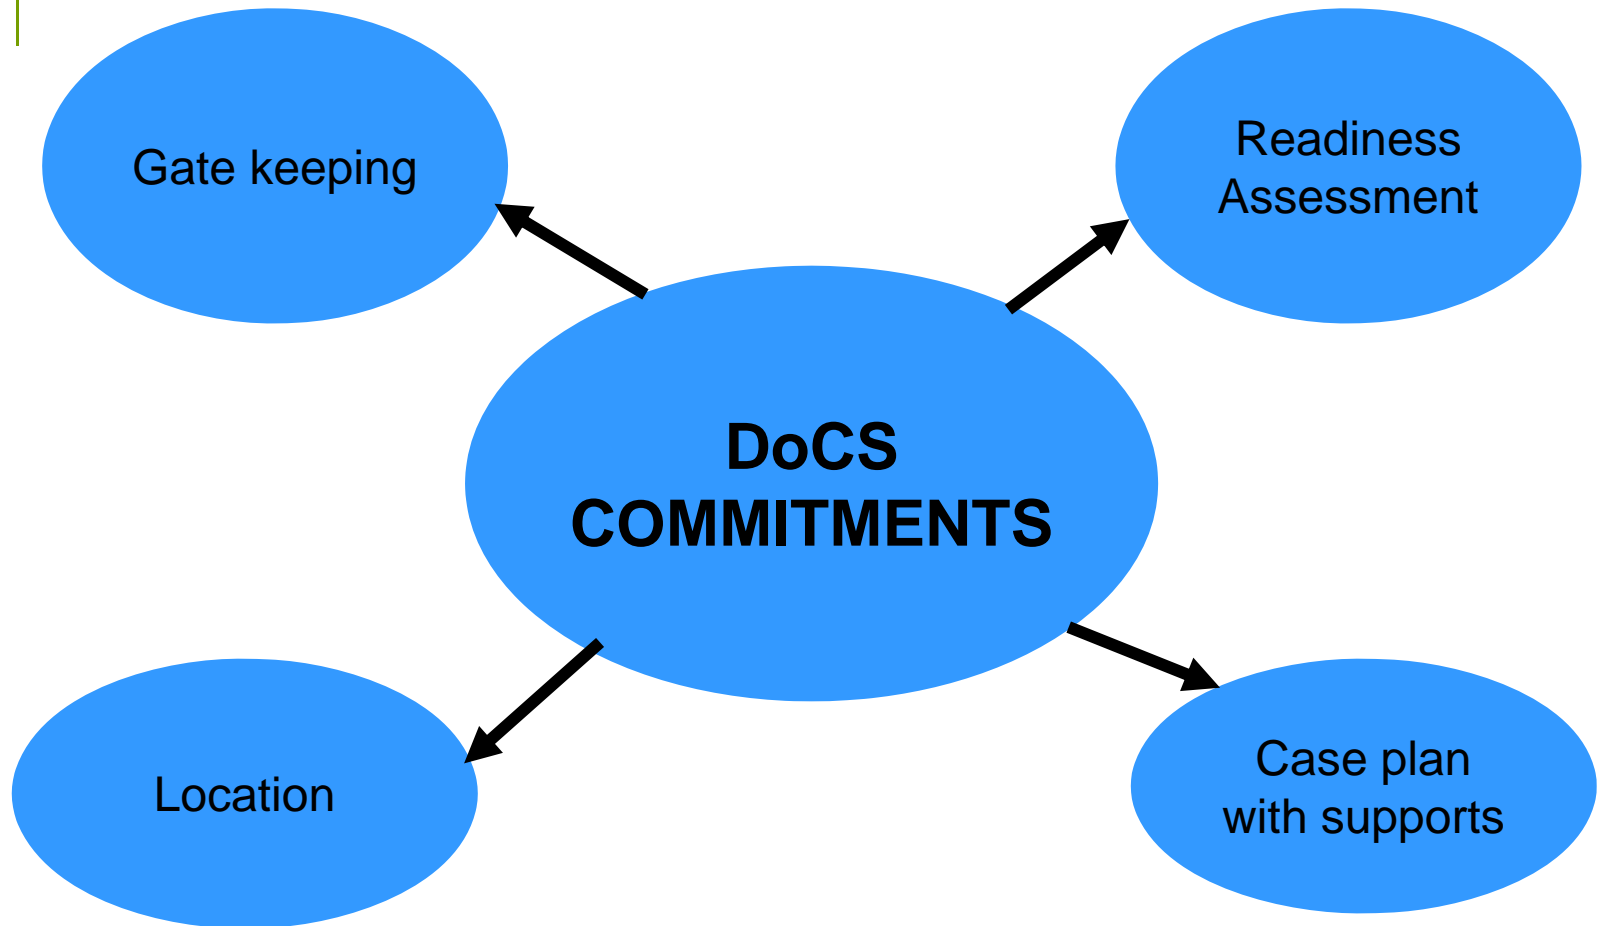 Gate keeping
Readiness
Assessment
DoCS
COMMITMENTS
Location
Case plan
with supports